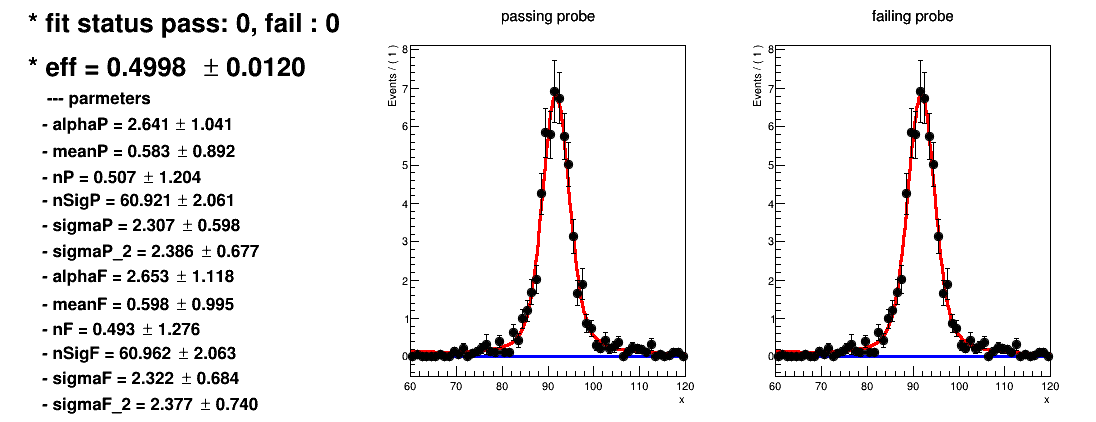 * fit status pass: 0, fail : 0
* eff = 0.4998 ± 0.0120
--- parmeters
- alphaP = 2.641 ± 1.041
- meanP = 0.583 ± 0.892
- nP = 0.507 ± 1.204
- nSigP = 60.921 ± 2.061
- sigmaP = 2.307 ± 0.598
- sigmaP_2 = 2.386 ± 0.677
- alphaF = 2.653 ± 1.118
- meanF = 0.598 ± 0.995
- nF = 0.493 ± 1.276
- nSigF = 60.962 ± 2.063
- sigmaF = 2.322 ± 0.684
- sigmaF_2 = 2.377 ± 0.740
passing probe
Events / ( 1 )
8
7
6
5
4
3
2
1
0
60 70 80 90 100 110 120
x
failing probe
Events / ( 1 )
8
7
6
5
4
3
2
1
0
60 70 80 90 100 110 120
x